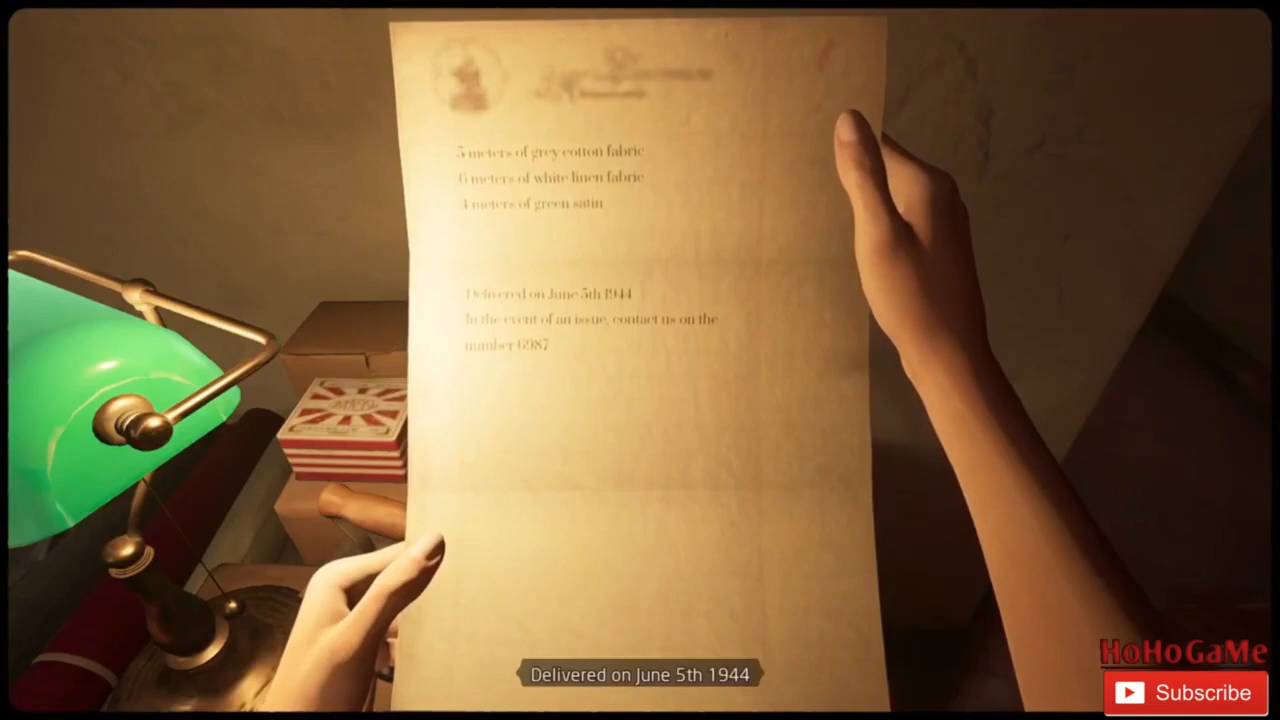 5 meters of grey cotton fabric
6 meters of white linen fabric
4 meters of green satin
Delivered on June 5th 1944
In the event of an issue, contact us on the
number 6987
Delivered on June 5th 1944
HoHoGaMe
Subscribe